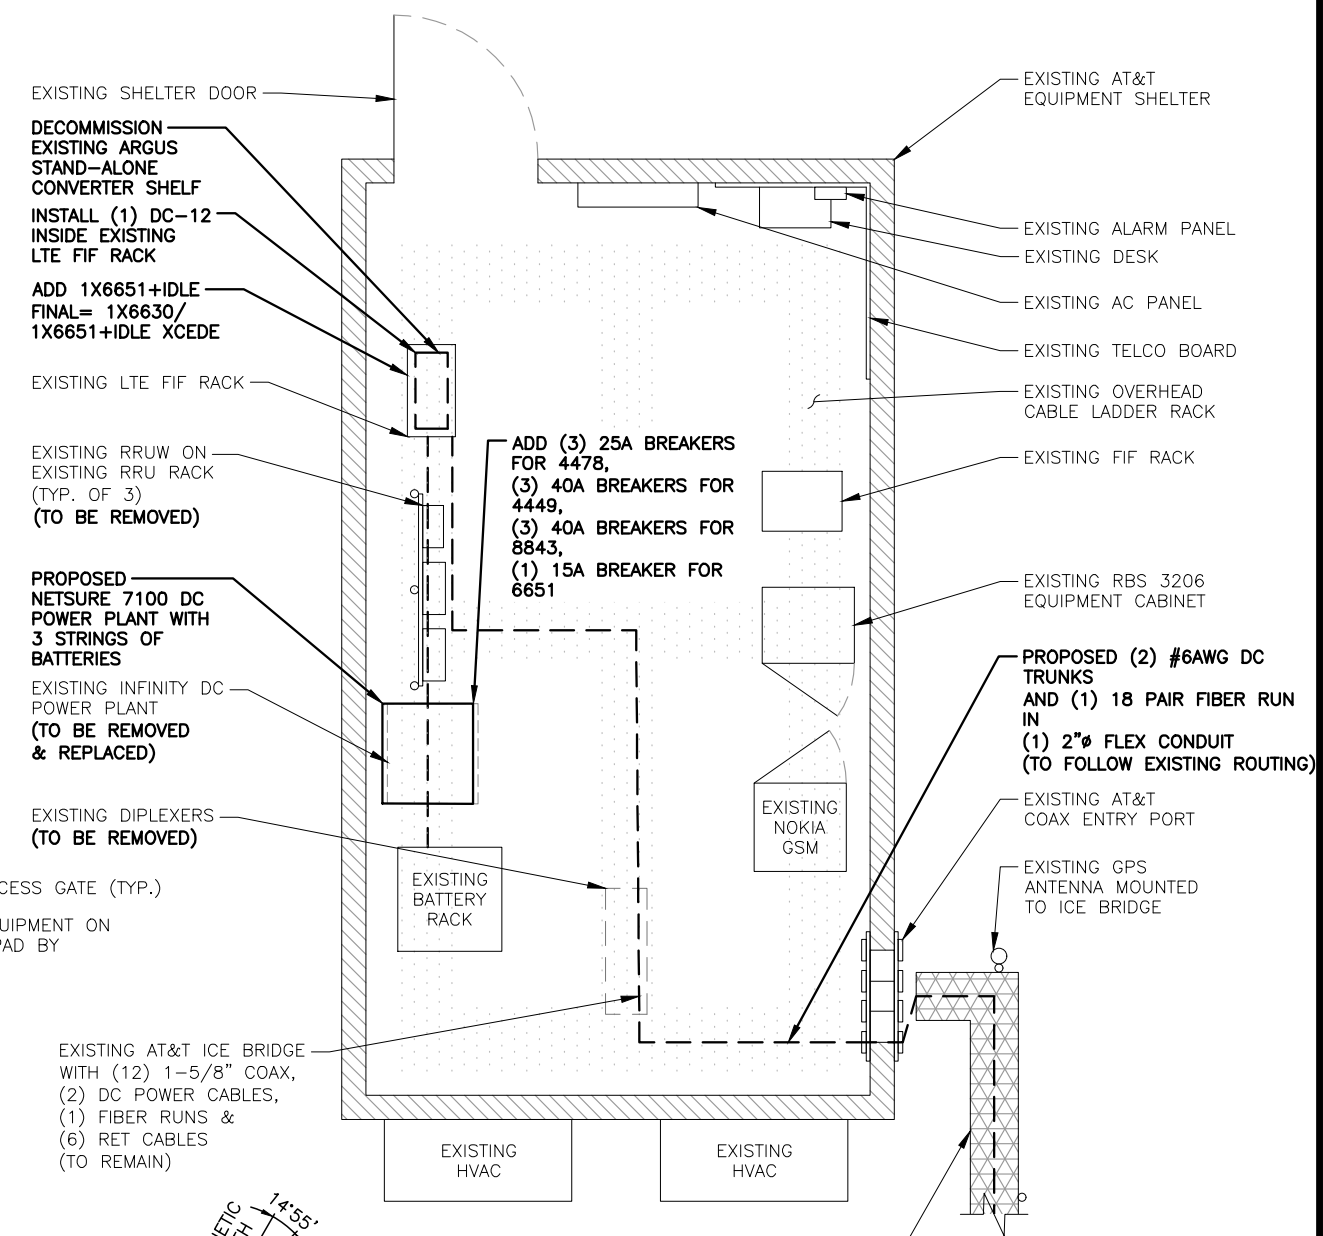 EXISTING SHELTER DOOR
DECOMMISSION
EXISTING ARGUS
STAND-ALONE
CONVERTER SHELF
INSTALL (1) DC-12
INSIDE EXISTING
LTE FIF RACK
ADD 1X6651+IDLE
FINAL= 1X6630/
1X6651+IDLE XCEDE
EXISTING LTE FIF RACK
EXISTING RRUW ON
EXISTING RRU RACK
(TYP. OF 3)
(TO BE REMOVED)
PROPOSED
NETSURE 7100 DC
POWER PLANT WITH
3 STRINGS OF
BATTERIES
EXISTING INFINITY DC
POWER PLANT
(TO BE REMOVED
& REPLACED)
EXISTING DIPLEXERS
(TO BE REMOVED)
CESS GATE (TYP.)
UIPMENT ON
PAD BY
EXISTING AT&T ICE BRIDGE
WITH (12) 1-5/8" COAX,
(2) DC POWER CABLES,
(1) FIBER RUNS &
(6) RET CABLES
(TO REMAIN)
ADD (3) 25A BREAKERS
FOR 4478,
(3) 40A BREAKERS FOR
4449,
(3) 40A BREAKERS FOR
8843,
(1) 15A BREAKER FOR
6651
EXISTING
BATTERY
RACK
EXISTING
NOKIA
GSM
EXISTING
HVAC
EXISTING
HVAC
EXISTING AT&T
EQUIPMENT SHELTER
EXISTING ALARM PANEL
EXISTING DESK
EXISTING AC PANEL
EXISTING TELCO BOARD
EXISTING OVERHEAD
CABLE LADDER RACK
EXISTING FIF RACK
EXISTING RBS 3206
EQUIPMENT CABINET
PROPOSED (2) #6AWG DC
TRUNKS
AND (1) 18 PAIR FIBER RUN
IN
(1) 2"ø FLEX CONDUIT
(TO FOLLOW EXISTING ROUTING)
EXISTING AT&T
COAX ENTRY PORT
EXISTING GPS
ANTENNA MOUNTED
TO ICE BRIDGE
14°55'